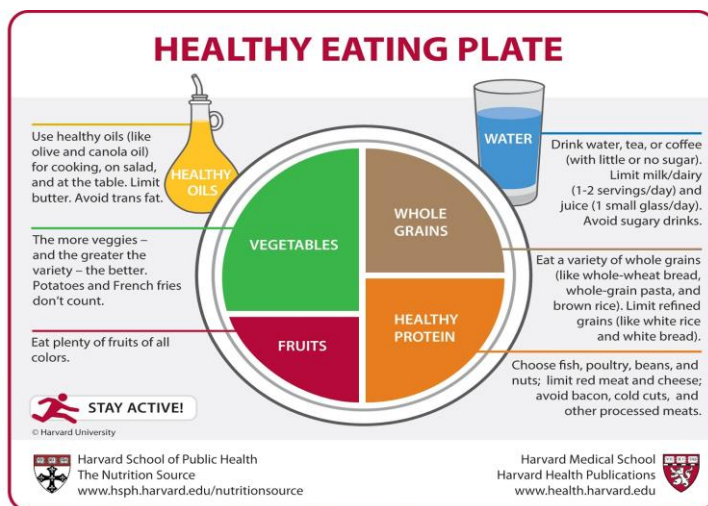 HEALTHY EATING PLATE
Use healthy oils (like
olive and canola oil)
for cooking, on salad,
and at the table. Limit
butter. Avoid trans fat.
HEALTHY
OILS
The more veggies –
and the greater the
variety – the better.
Potatoes and French fries
don't count.
Eat plenty of fruits of all
colors.
VEGETABLES
FRUITS
WHOLE
GRAINS
HEALTHY
PROTEIN
WATER
Drink water, tea, or coffee
(with little or no sugar).
Limit milk/dairy
(1-2 servings/day) and
juice (1 small glass/day).
Avoid sugary drinks.
Eat a variety of whole grains
(like whole-wheat bread,
whole-grain pasta, and
brown rice). Limit refined
grains (like white rice
and white bread).
Choose fish, poultry, beans, and
nuts; limit red meat and cheese;
avoid bacon, cold cuts, and
other processed meats.
STAY ACTIVE!
© Harvard University
Harvard School of Public Health
The Nutrition Source
www.hsph.harvard.edu/nutritionsource
Harvard Medical School
Harvard Health Publications
www.health.harvard.edu